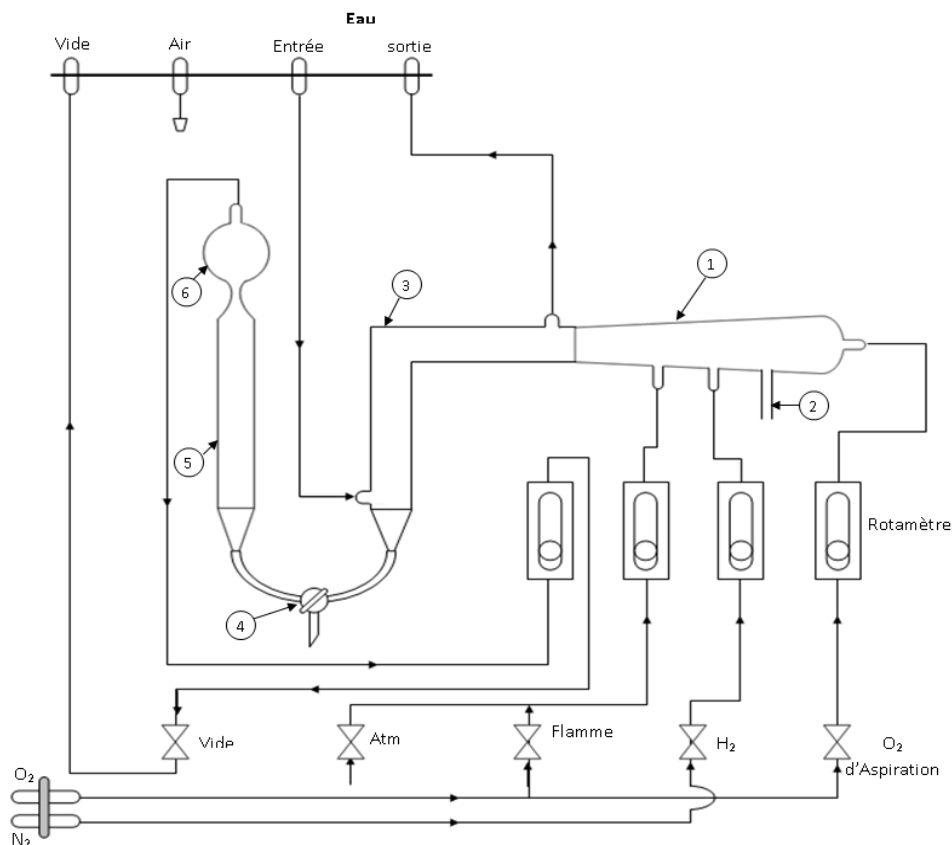 Eau
Vide
Air
Entrée
sortie
1
3
6
2
5
Rotamètre
4
Vide
Atm
Flamme
H₂
O₂
d'Aspiration
O₂
N₂